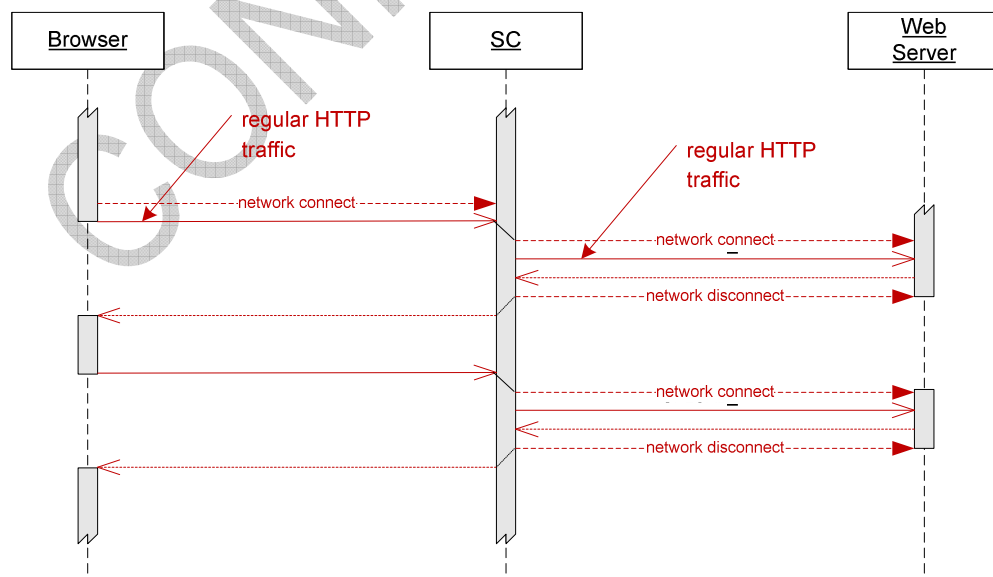 Browser
SC
Web
Server
regular HTTP
traffic
regular HTTP
traffic
network connect
network connect
network disconnect
network connect
network disconnect